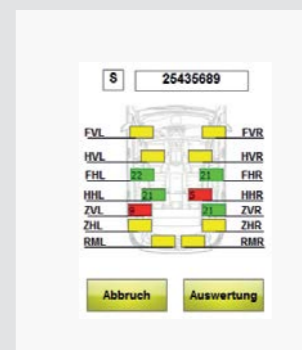 S 25435689
FVL FVR
HVL HVR
FHL 22 21 FHR
HHL 21 5 HHR
ZVL 9 21 ZVR
ZHL ZHR
RML RMR
Abbruch Auswertung